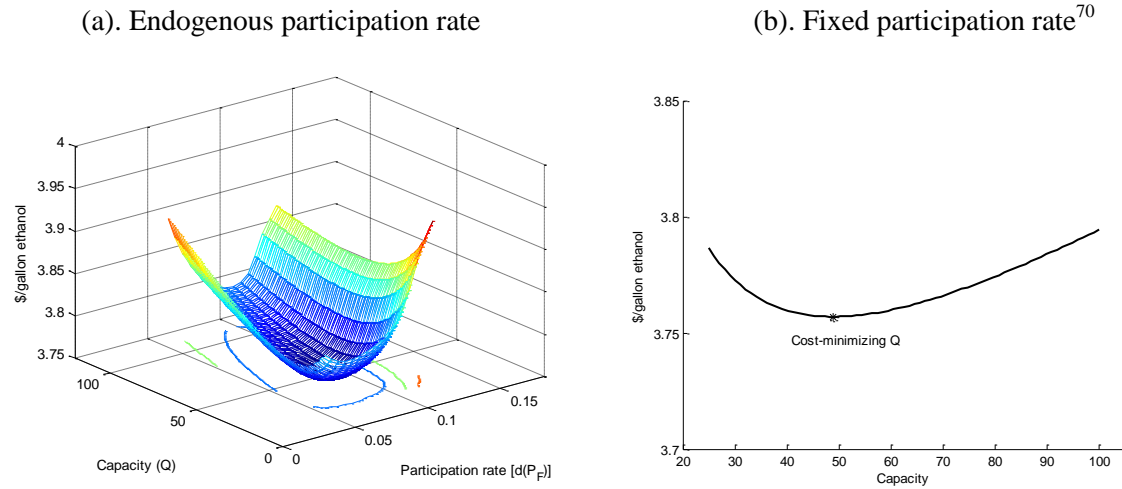 (a). Endogenous participation rate
(b). Fixed participation rate70
4
3.95
3.9
3.85
3.8
3.75
$/gallon ethanol
100
50
0
Capacity (Q)
0
0.05
0.1
0.15
Participation rate [d(PF)]
3.85
3.8
3.75
3.7
$/gallon ethanol
Cost-minimizing Q
20 30 40 50 60 70 80 90 100
Capacity